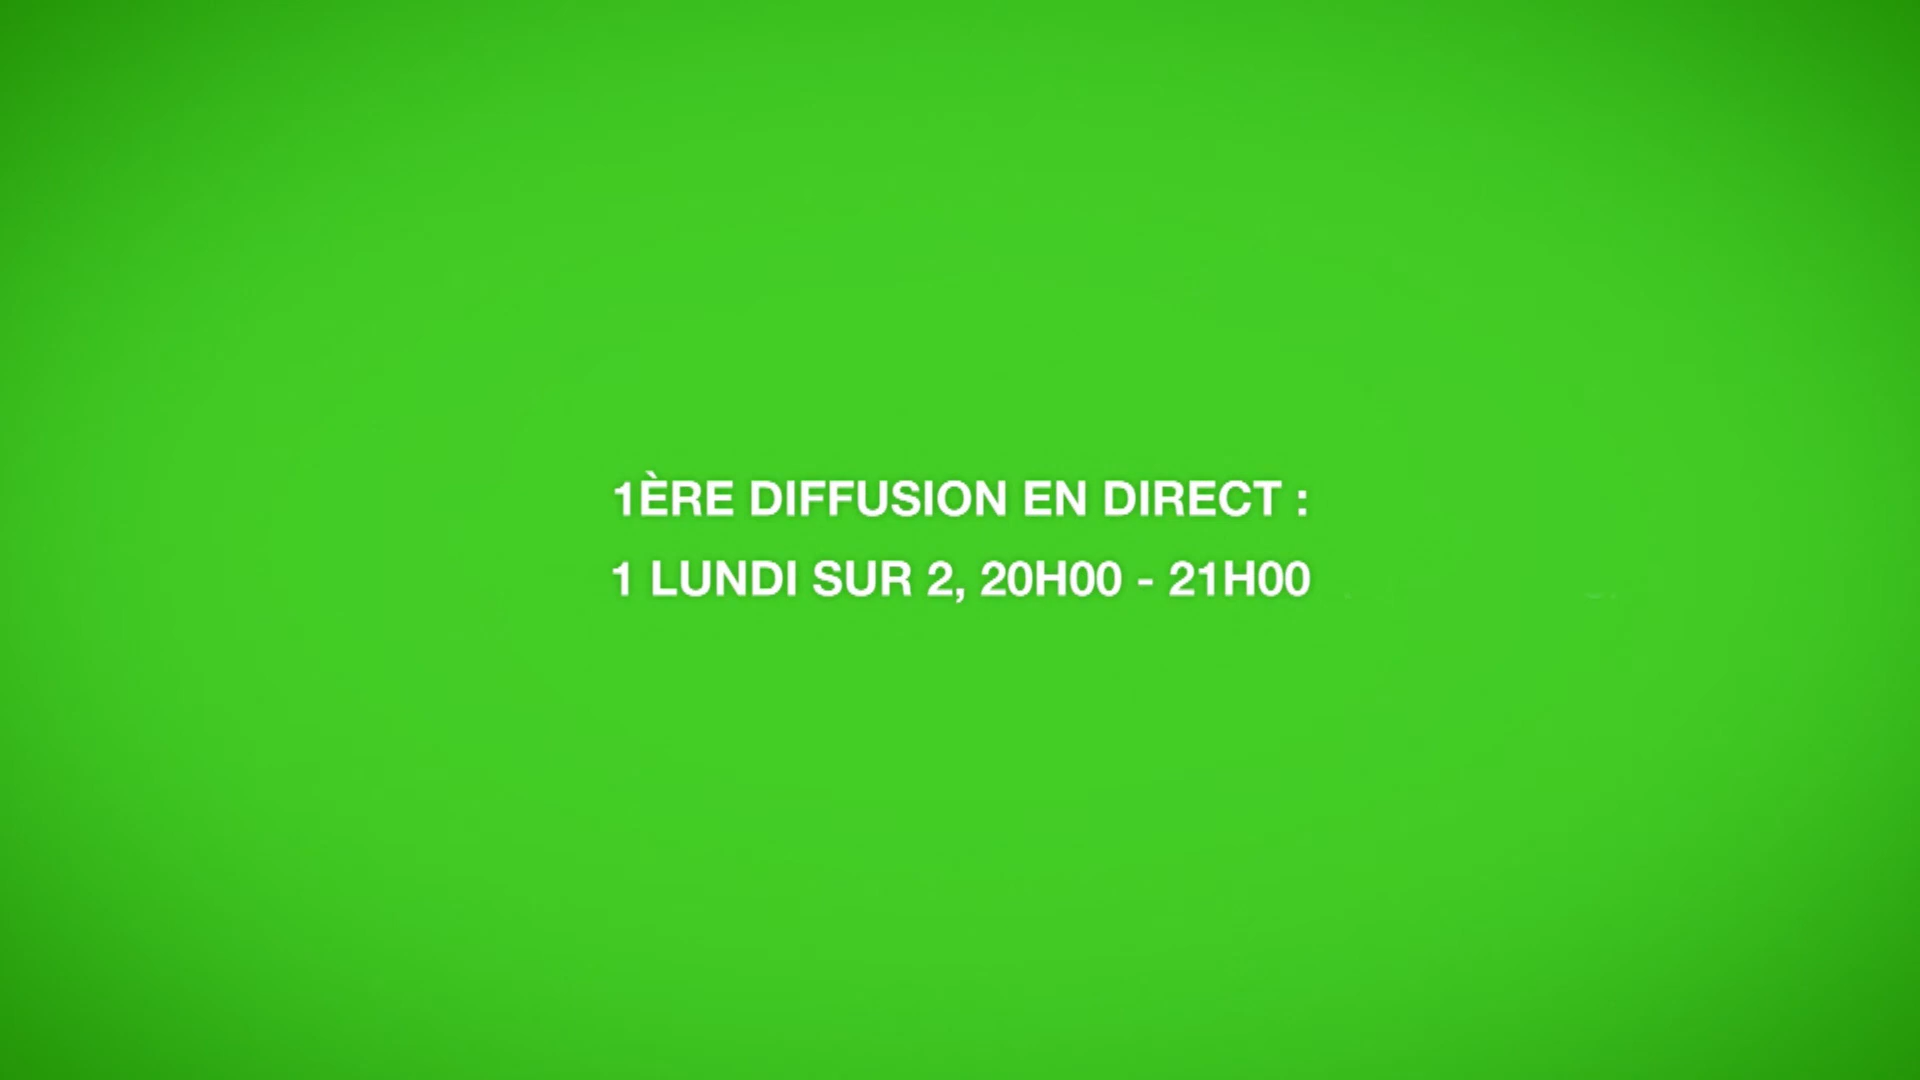 1ÈRE DIFFUSION EN DIRECT :
1 LUNDI SUR 2, 20H00 - 21H00